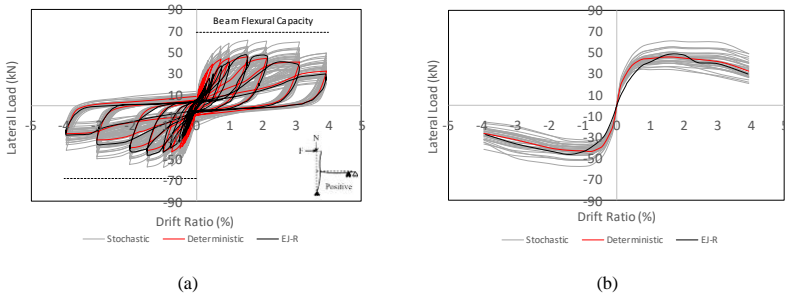 90
70
50
30
10
-10
-30
-50
-70
-90
-5 -4 -3 -2 -1 0 1 2 3 4 5
Lateral Load (kN)
Drift Ratio (%)
Beam Flexural Capacity
N
F
Positive
Stochastic Deterministic EJ-R
(a)
90
70
50
30
10
-10
-30
-50
-70
-90
-5 -4 -3 -2 -1 0 1 2 3 4 5
Lateral Load (kN)
Drift Ratio (%)
Stochastic Deterministic EJ-R
(b)